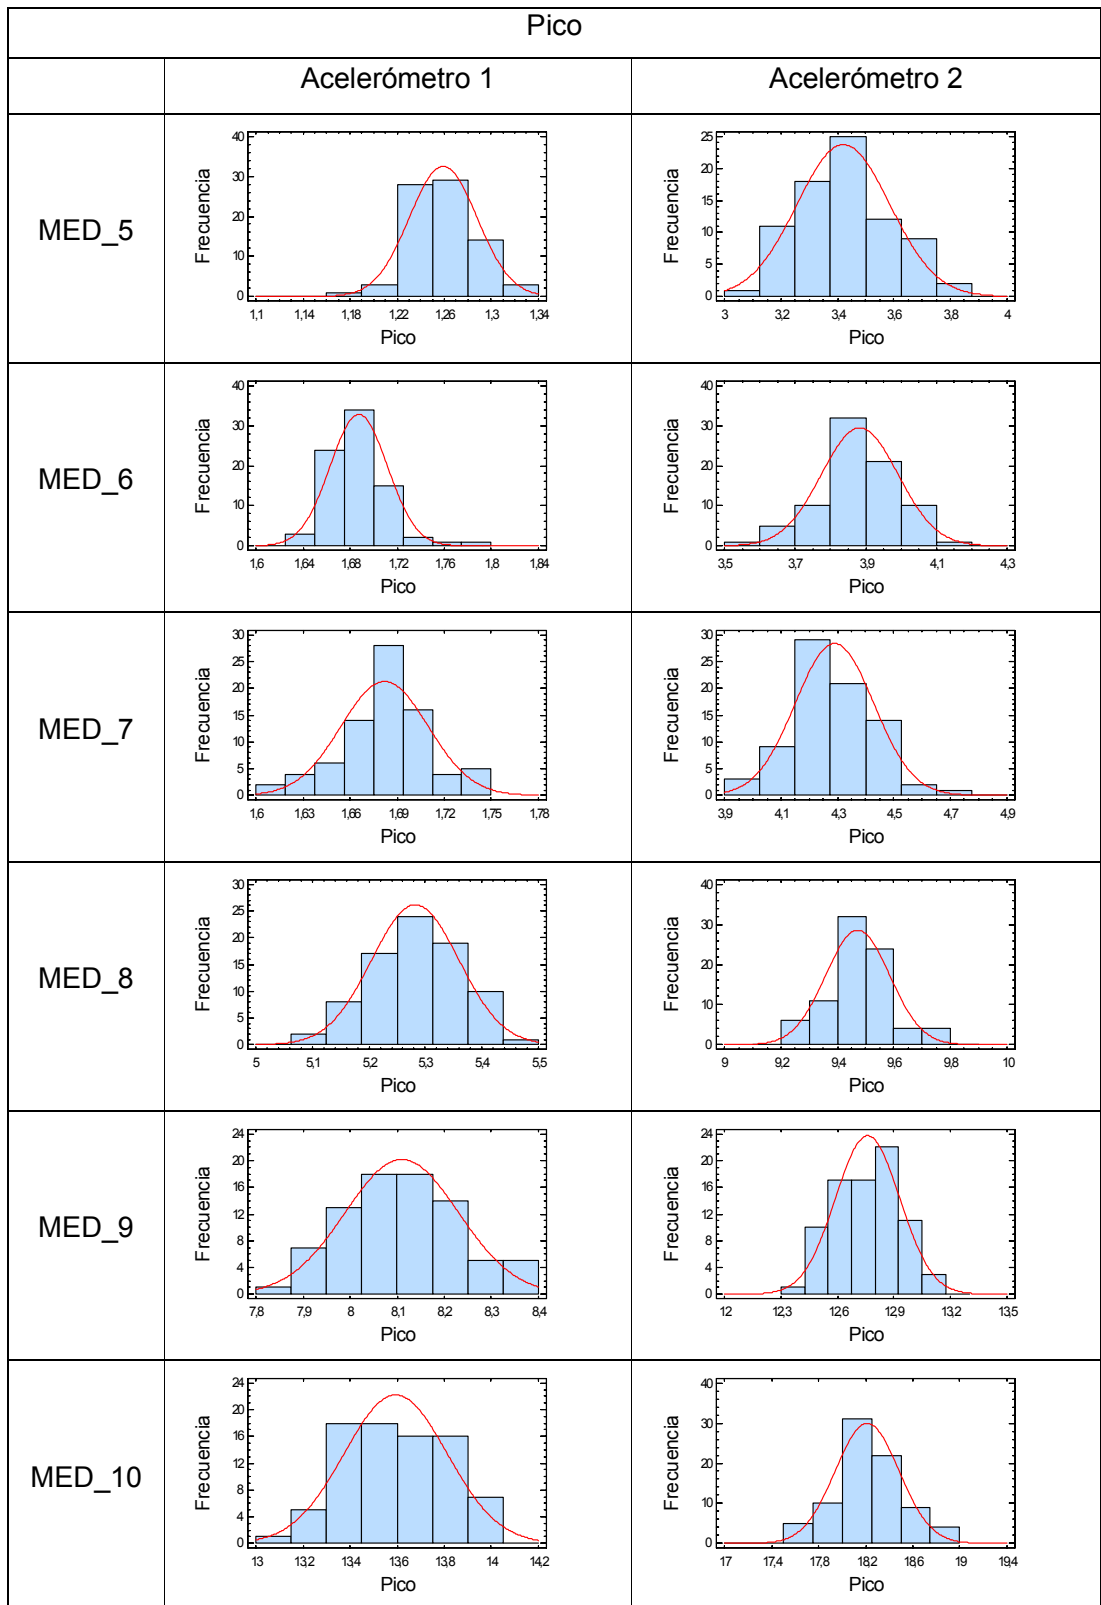 Pico
Acelerómetro 1 Acelerómetro 2
MED_5
Frecuencia
40
30
20
10
0
1,1 1,14 1,18 1,22 1,26 1,3 1,34
Pico
Frecuencia
25
20
15
10
5
0
3 3,2 3,4 3,6 3,8 4
Pico
MED_6
Frecuencia
40
30
20
10
0
1,6 1,64 1,68 1,72 1,76 1,8 1,84
Pico
Frecuencia
40
30
20
10
0
3,5 3,7 3,9 4,1 4,3
Pico
MED_7
Frecuencia
30
25
20
15
10
5
0
1,6 1,63 1,66 1,69 1,72 1,75 1,78
Pico
Frecuencia
30
25
20
15
10
5
0
3,9 4,1 4,3 4,5 4,7 4,9
Pico
MED_8
Frecuencia
30
25
20
15
10
5
0
5 5,1 5,2 5,3 5,4 5,5
Pico
Frecuencia
40
30
20
10
0
9 9,2 9,4 9,6 9,8 10
Pico
MED_9
Frecuencia
24
20
16
12
8
4
0
7,8 7,9 8 8,1 8,2 8,3 8,4
Pico
Frecuencia
24
20
16
12
8
4
0
12 12,3 12,6 12,9 13,2 13,5
Pico
MED_10
Frecuencia
24
20
16
12
8
4
0
13 13,2 13,4 13,6 13,8 14 14,2
Pico
Frecuencia
40
30
20
10
0
17 17,4 17,8 18,2 18,6 19 19,4
Pico